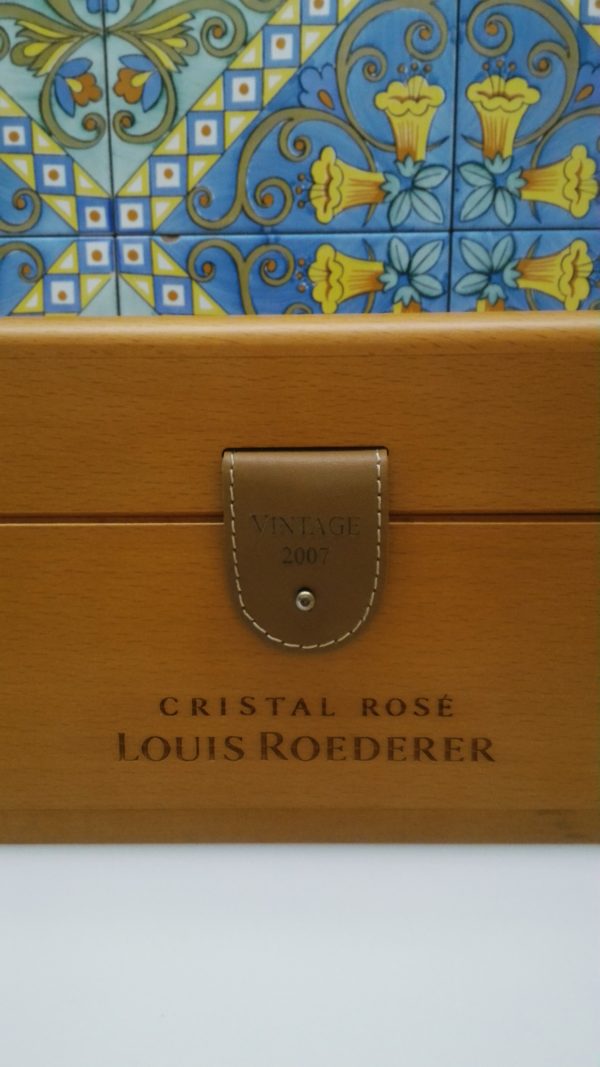 VINTAGE
2007
CRISTAL ROSÉ
LOUIS ROEDERER